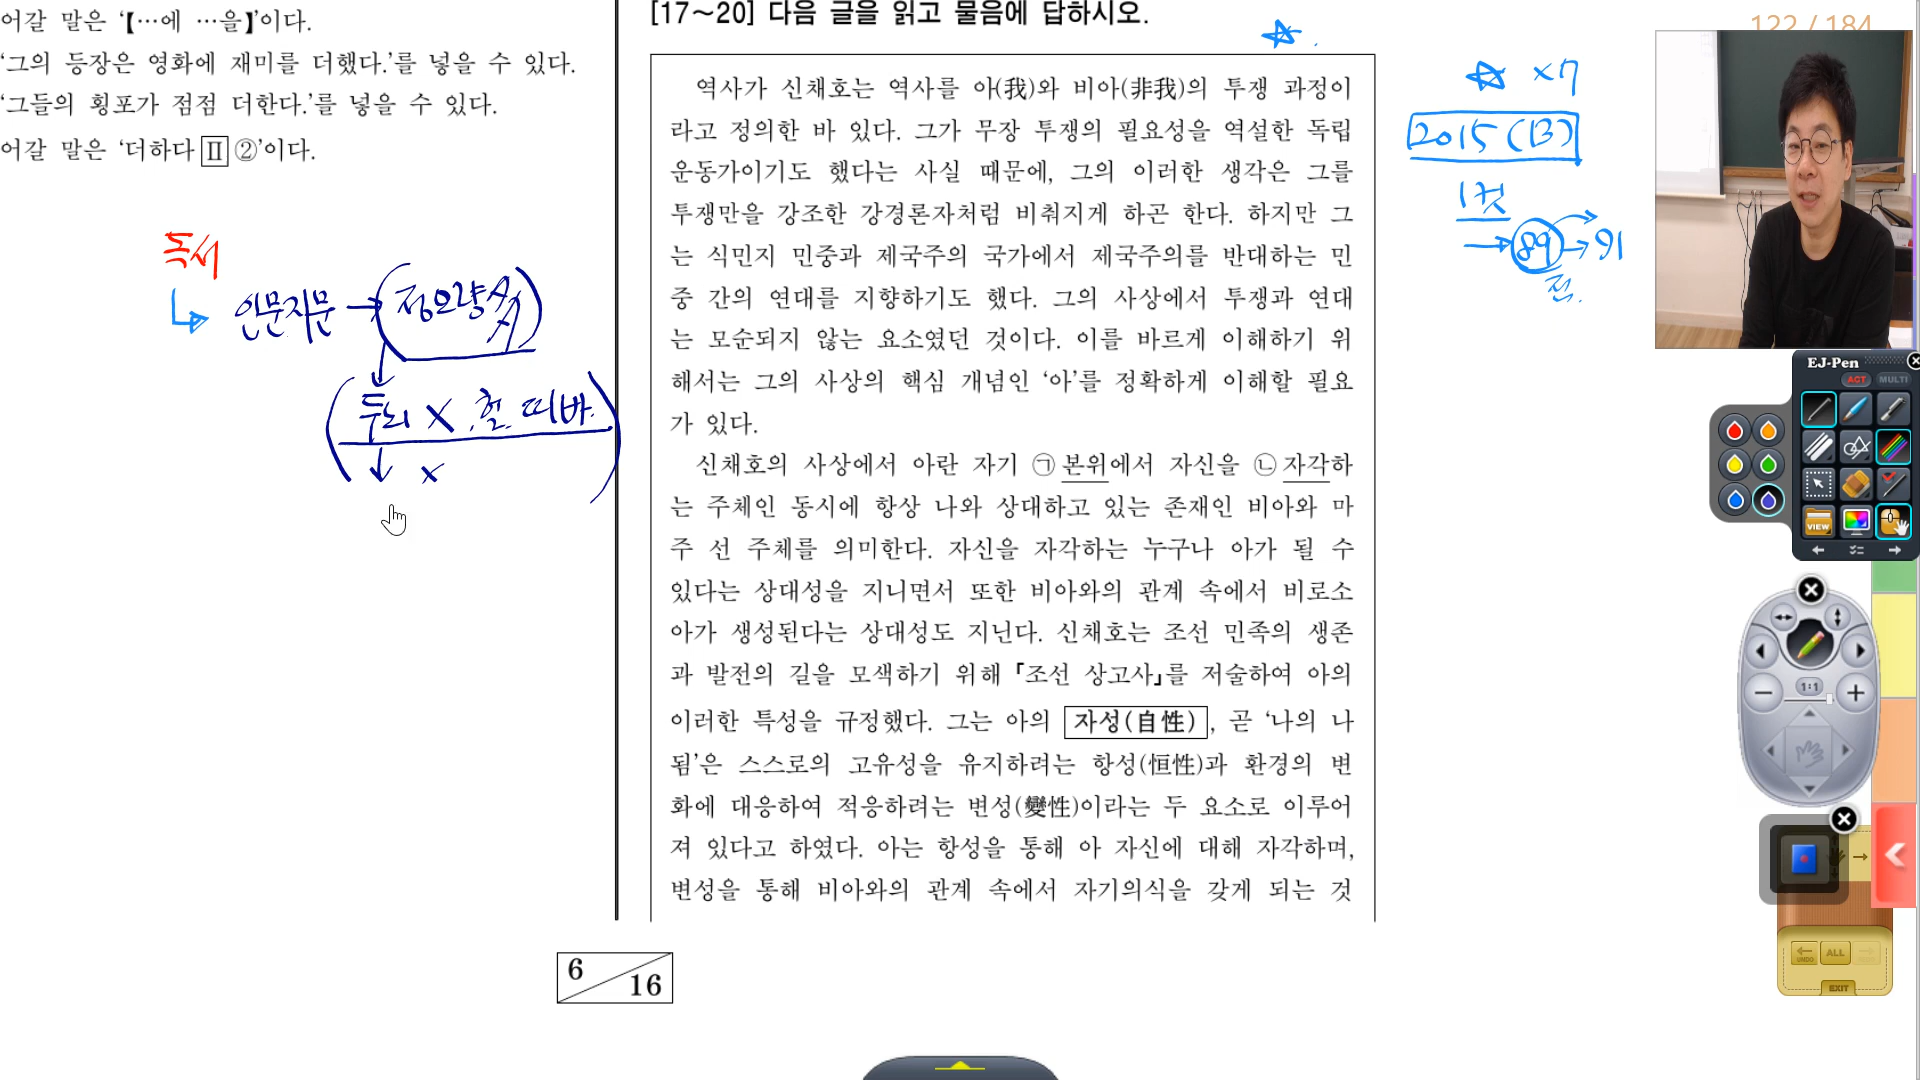 어갈 말은 ‘【…에 …을】’이다.
‘그의 등장은 영화에 재미를 더했다.’를 넣을 수 있다.
‘그들의 횡포가 점점 더한다.’를 넣을 수 있다.
어갈 말은 ‘더하다 Ⅱ ②’이다.
독서
인문지문 → (정보량 多)
X
X
6
16
[17～20] 다음 글을 읽고 물음에 답하시오.
역사가 신채호는 역사를 아(我)와 비아(非我)의 투쟁 과정이
라고 정의한 바 있다. 그가 무장 투쟁의 필요성을 역설한 독립
운동가이기도 했다는 사실 때문에, 그의 이러한 생각은 그를
투쟁만을 강조한 강경론자처럼 비춰지게 하곤 한다. 하지만 그
는 식민지 민중과 제국주의 국가에서 제국주의를 반대하는 민
중 간의 연대를 지향하기도 했다. 그의 사상에서 투쟁과 연대
는 모순되지 않는 요소였던 것이다. 이를 바르게 이해하기 위
해서는 그의 사상의 핵심 개념인 ‘아’를 정확하게 이해할 필요
가 있다.
신채호의 사상에서 아란 자기 ㉠본위에서 자신을 ㉡자각하
는 주체인 동시에 항상 나와 상대하고 있는 존재인 비아와 마
주 선 주체를 의미한다. 자신을 자각하는 누구나 아가 될 수
있다는 상대성을 지니면서 또한 비아와의 관계 속에서 비로소
아가 생성된다는 상대성도 지닌다. 신채호는 조선 민족의 생존
과 발전의 길을 모색하기 위해 「조선 상고사」를 저술하여 아의
이러한 특성을 규정했다. 그는 아의 자성(自性), 곧 ‘나의 나
됨’은 스스로의 고유성을 유지하려는 항성(恒性)과 환경의 변
화에 대응하여 적응하려는 변성(變性)이라는 두 요소로 이루어
져 있다고 하였다. 아는 항성을 통해 아 자신에 대해 자각하며,
변성을 통해 비아와의 관계 속에서 자기의식을 갖게 되는 것
122 / 184
☆ ×7
2015 (B)
1컷
→ 89 → 91
EJ-Pen
ACT MULTI
VIEW
1:1
UNDO ALL
EXIT